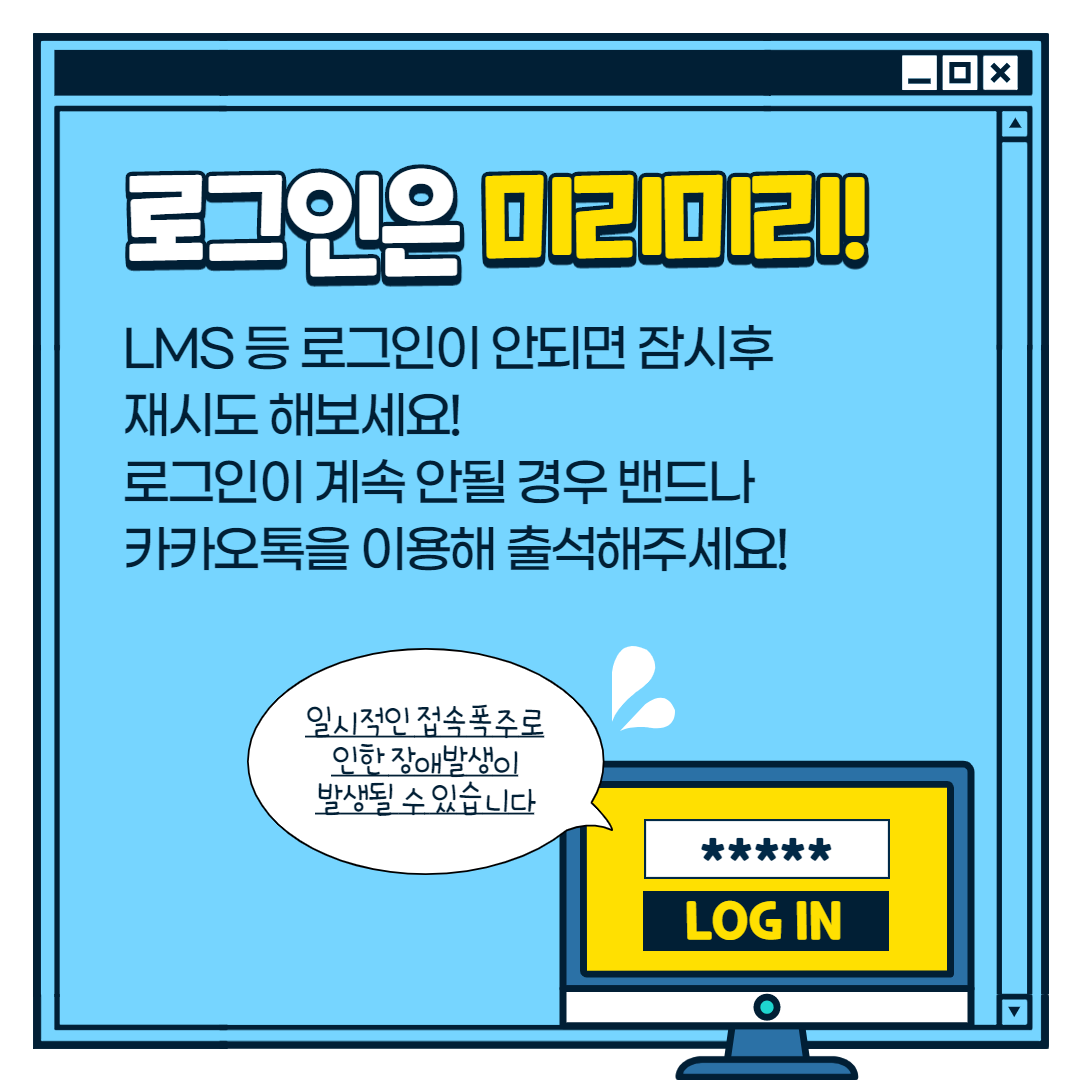 로그인은 미리미리!
LMS 등 로그인이 안되면 잠시후
재시도 해보세요!
로그인이 계속 안될 경우 밴드나
카카오톡을 이용해 출석해주세요!
일시적인 접속폭주로
인한 장애발생이
발생될 수 있습니다
*****
LOG IN